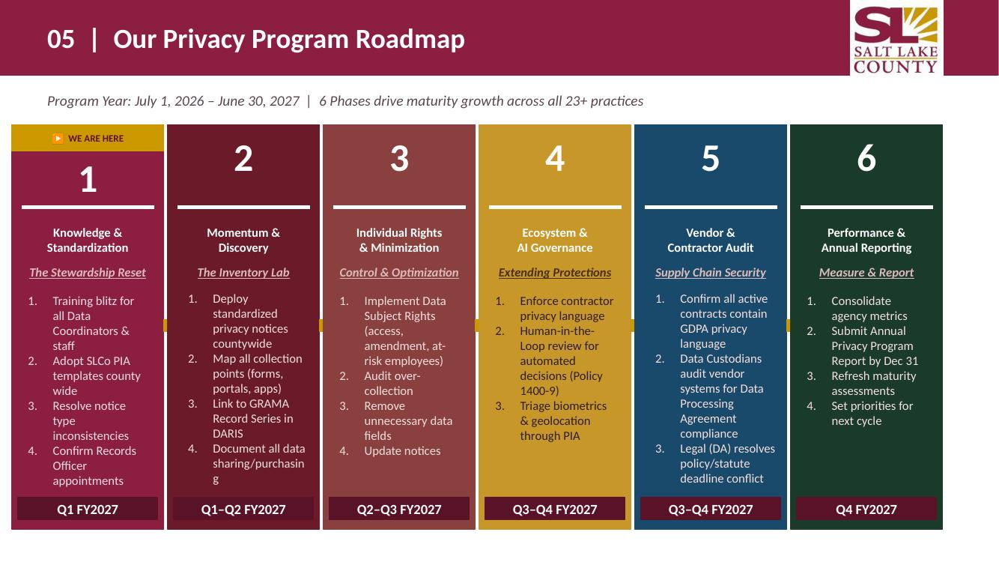 05 | Our Privacy Program Roadmap
SL
SALT LAKE
COUNTY
Program Year: July 1, 2026 – June 30, 2027 | 6 Phases drive maturity growth across all 23+ practices
▶ WE ARE HERE
1
Knowledge &
Standardization
The Stewardship Reset
1. Training blitz for
all Data
Coordinators &
staff
2. Adopt SLCo PIA
templates county
wide
3. Resolve notice
type
inconsistencies
4. Confirm Records
Officer
appointments
Q1 FY2027
2
Momentum &
Discovery
The Inventory Lab
1. Deploy
standardized
privacy notices
countywide
2. Map all collection
points (forms,
portals, apps)
3. Link to GRAMA
Record Series in
DARIS
4. Document all data
sharing/purchasin
g
Q1–Q2 FY2027
3
Individual Rights
& Minimization
Control & Optimization
1. Implement Data
Subject Rights
(access,
amendment, at-
risk employees)
2. Audit over-
collection
3. Remove
unnecessary data
fields
4. Update notices
Q2–Q3 FY2027
4
Ecosystem &
AI Governance
Extending Protections
1. Enforce contractor
privacy language
2. Human-in-the-
Loop review for
automated
decisions (Policy
1400-9)
3. Triage biometrics
& geolocation
through PIA
Q3–Q4 FY2027
5
Vendor &
Contractor Audit
Supply Chain Security
1. Confirm all active
contracts contain
GDPA privacy
language
2. Data Custodians
audit vendor
systems for Data
Processing
Agreement
compliance
3. Legal (DA) resolves
policy/statute
deadline conflict
Q3–Q4 FY2027
6
Performance &
Annual Reporting
Measure & Report
1. Consolidate
agency metrics
2. Submit Annual
Privacy Program
Report by Dec 31
3. Refresh maturity
assessments
4. Set priorities for
next cycle
Q4 FY2027